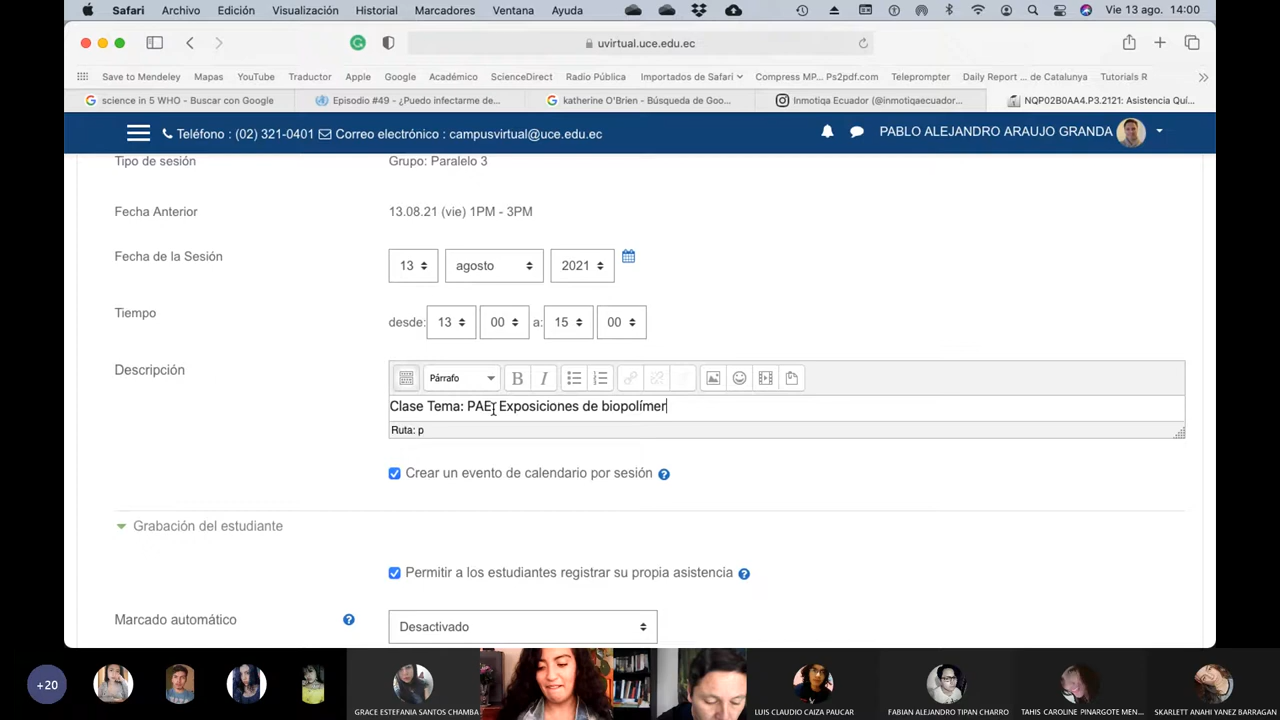 Safari Archivo Edición Visualización Historial Marcadores Ventana Ayuda Vie 13 ago. 14:00
uvirtual.uce.edu.ec
Save to Mendeley Mapas YouTube Traductor Apple Google Académico ScienceDirect Radio Pública Importados de Safari Compress MP... Ps2pdf.com Teleprompter Daily Report ... de Catalunya Tutorials R
science in 5 WHO - Buscar con Google Episodio #49 - ¿Puedo infectarme de... katherine O'Brien - Búsqueda de Goo... Inmotiqa Ecuador (@inmotiqaecuador... NQP02B0AA4.P3.2121: Asistencia Quí...
Teléfono : (02) 321-0401 Correo electrónico : campusvirtual@uce.edu.ec PABLO ALEJANDRO ARAUJO GRANDA
Tipo de sesión Grupo: Paralelo 3
Fecha Anterior 13.08.21 (vie) 1PM - 3PM
Fecha de la Sesión 13 agosto 2021
Tiempo desde: 13 00 a: 15 00
Descripción Párrafo B I
Clase Tema: PAE: Exposiciones de biopolímer
Ruta: p
Crear un evento de calendario por sesión
Grabación del estudiante
Permitir a los estudiantes registrar su propia asistencia
Marcado automático Desactivado
+20 GRACE ESTEFANIA SANTOS CHAMBA LUIS CLAUDIO CAIZA PAUCAR FABIAN ALEJANDRO TIPAN CHARRO TAHIS CAROLINE PINARGOTE MEN... SKARLETT ANAHI YANEZ BARRAGAN